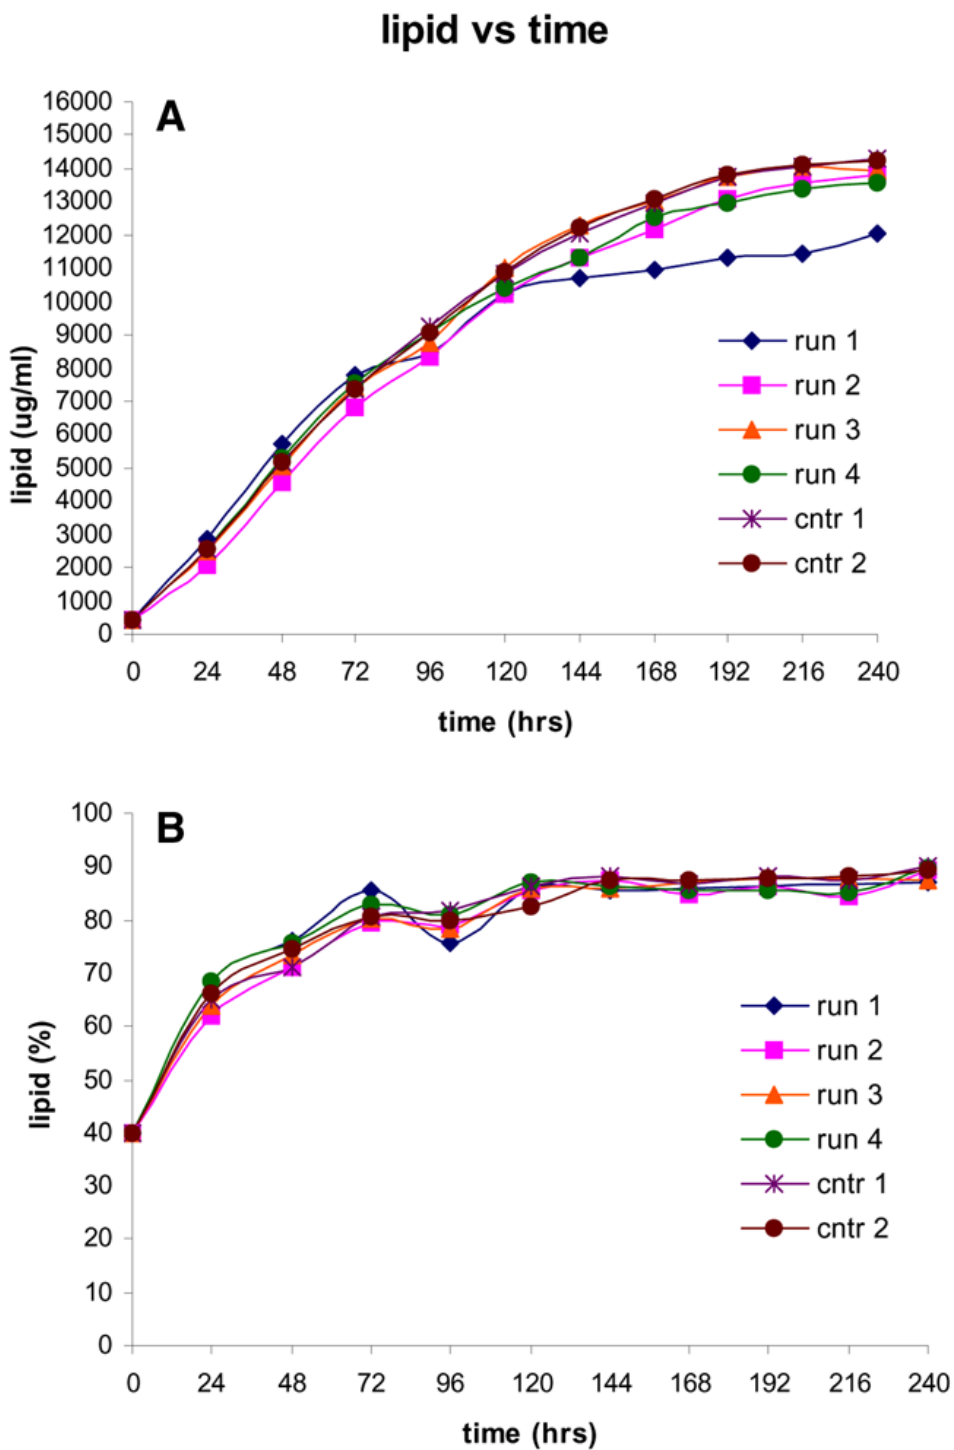 lipid vs time
A
16000
15000
14000
13000
12000
11000
10000
9000
8000
7000
6000
5000
4000
3000
2000
1000
0
lipid (ug/ml)
run 1
run 2
run 3
run 4
cntr 1
cntr 2
0 24 48 72 96 120 144 168 192 216 240
time (hrs)
B
100
90
80
70
60
50
40
30
20
10
0
lipid (%)
run 1
run 2
run 3
run 4
cntr 1
cntr 2
0 24 48 72 96 120 144 168 192 216 240
time (hrs)